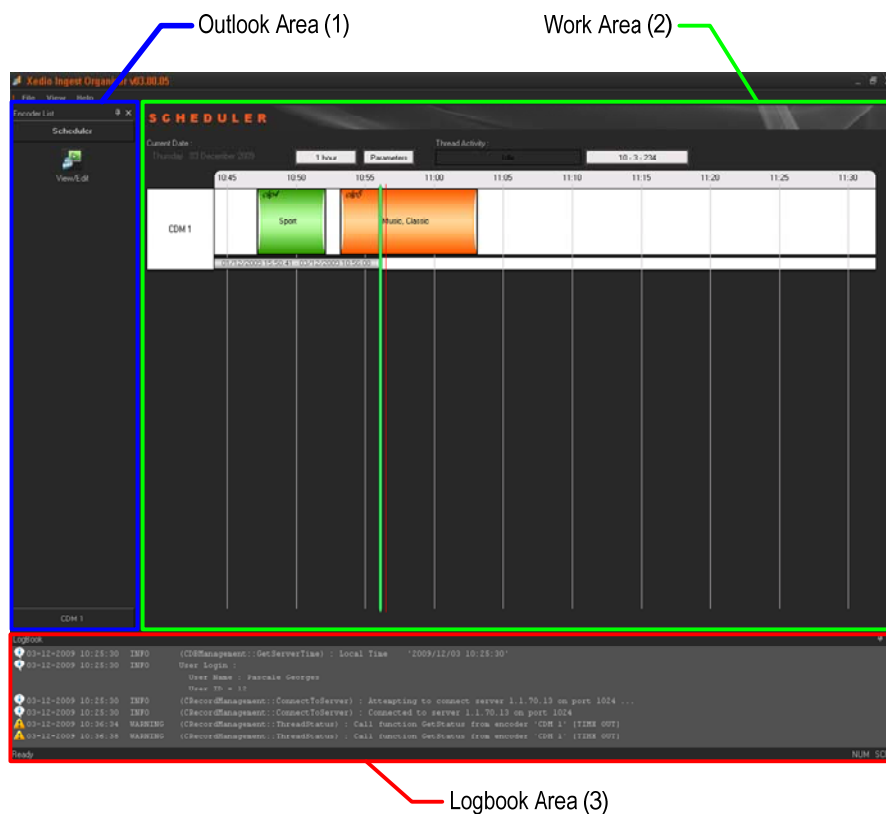 Outlook Area (1)
Work Area (2)
Xedio Ingest Organizer v03.00.05
File View Help
Encoder List
Scheduler
View/Edit
CDM 1
SCHEDULER
Current Date :
Thursday 03 December 2009
1 hour
Parameters
Thread Activity :
Idle
10 - 3 - 234
10:45 10:50 10:55 11:00 11:05 11:10 11:15 11:20 11:25 11:30
CDM 1
clip4
Sport
Music, Classic
LogBook
03-12-2009 10:25:30 INFO (CDBManagement::GetServerTime) : Local Time '2009/12/03 10:25:30'
03-12-2009 10:25:30 INFO User Login :
User Name : Pascale Georges
User ID = 12
03-12-2009 10:25:30 INFO (CRecordManagement::ConnectToServer) : Attempting to connect server 1.1.70.13 on port 1024 ...
03-12-2009 10:25:30 INFO (CRecordManagement::ConnectToServer) : Connected to server 1.1.70.13 on port 1024
03-12-2009 10:36:34 WARNING (CRecordManagement::ThreadStatus) : Call function GetStatus from encoder 'CDM 1' [TIME OUT]
03-12-2009 10:36:38 WARNING (CRecordManagement::ThreadStatus) : Call function GetStatus from encoder 'CDM 1' [TIME OUT]
Ready
NUM
Logbook Area (3)